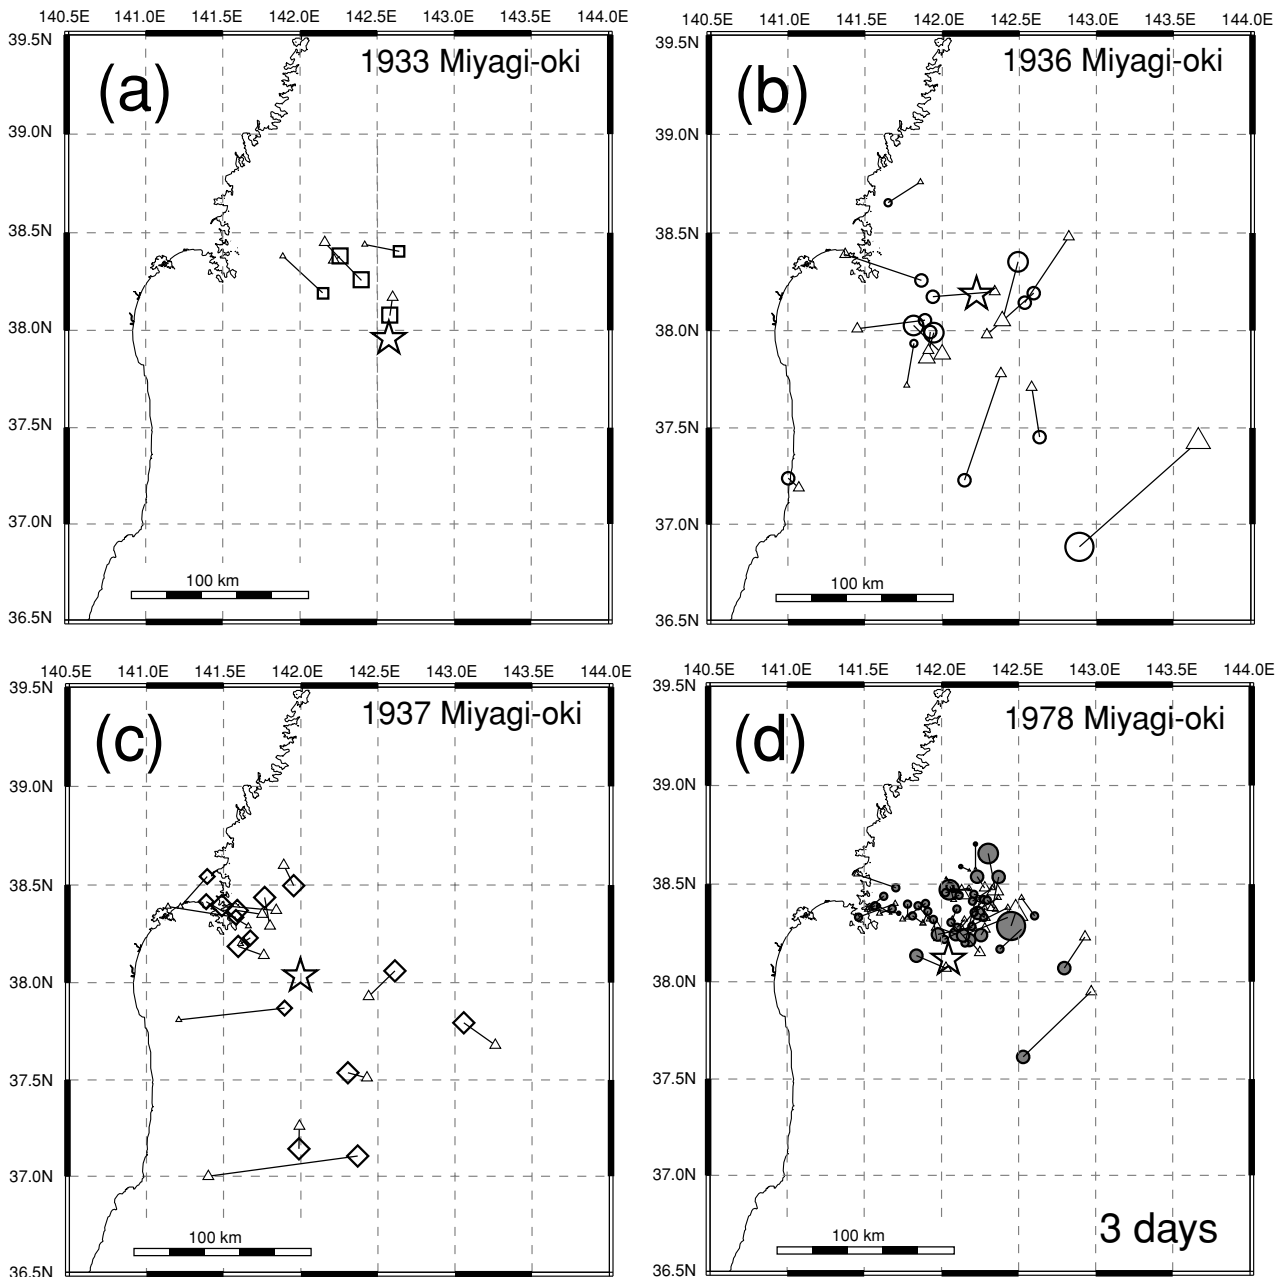 140.5E 141.0E 141.5E 142.0E 142.5E 143.0E 143.5E 144.0E
39.5N
39.0N
38.5N
38.0N
37.5N
37.0N
36.5N
(a)
1933 Miyagi-oki
100 km
140.5E 141.0E 141.5E 142.0E 142.5E 143.0E 143.5E 144.0E
39.5N
39.0N
38.5N
38.0N
37.5N
37.0N
36.5N
(b)
1936 Miyagi-oki
100 km
140.5E 141.0E 141.5E 142.0E 142.5E 143.0E 143.5E 144.0E
39.5N
39.0N
38.5N
38.0N
37.5N
37.0N
36.5N
(c)
1937 Miyagi-oki
100 km
140.5E 141.0E 141.5E 142.0E 142.5E 143.0E 143.5E 144.0E
39.5N
39.0N
38.5N
38.0N
37.5N
37.0N
36.5N
(d)
1978 Miyagi-oki
3 days
100 km